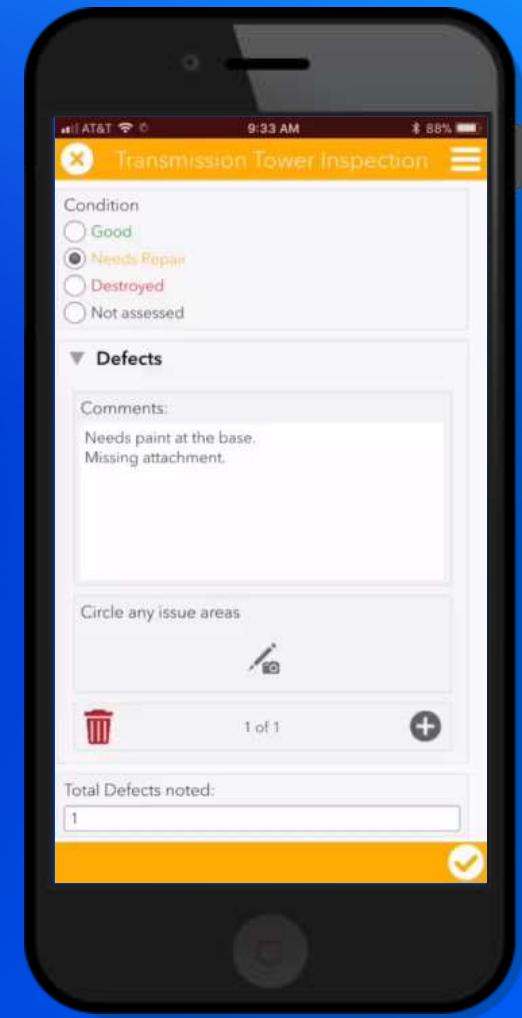 AT&T 9:33 AM 88%
Transmission Tower Inspection
Condition
Good
Needs Repair
Destroyed
Not assessed
Defects
Comments:
Needs paint at the base.
Missing attachment.
Circle any issue areas
1 of 1
Total Defects noted:
1